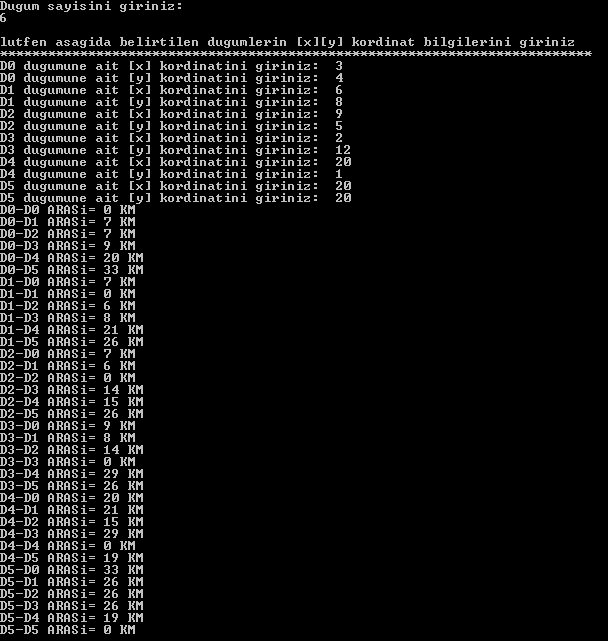 Dugum sayisini giriniz:
6
lutfen asagida belirtilen dugumlerin [x][y] kordinat bilgilerini giriniz
**************************************************************************
D0 dugumune ait [x] kordinatini giriniz:  3
D0 dugumune ait [y] kordinatini giriniz:  4
D1 dugumune ait [x] kordinatini giriniz:  6
D1 dugumune ait [y] kordinatini giriniz:  8
D2 dugumune ait [x] kordinatini giriniz:  9
D2 dugumune ait [y] kordinatini giriniz:  5
D3 dugumune ait [x] kordinatini giriniz:  2
D3 dugumune ait [y] kordinatini giriniz:  12
D4 dugumune ait [x] kordinatini giriniz:  20
D4 dugumune ait [y] kordinatini giriniz:  1
D5 dugumune ait [x] kordinatini giriniz:  20
D5 dugumune ait [y] kordinatini giriniz:  20
D0-D0 ARASi= 0 KM
D0-D1 ARASi= 7 KM
D0-D2 ARASi= 7 KM
D0-D3 ARASi= 9 KM
D0-D4 ARASi= 20 KM
D0-D5 ARASi= 33 KM
D1-D0 ARASi= 7 KM
D1-D1 ARASi= 0 KM
D1-D2 ARASi= 6 KM
D1-D3 ARASi= 8 KM
D1-D4 ARASi= 21 KM
D1-D5 ARASi= 26 KM
D2-D0 ARASi= 7 KM
D2-D1 ARASi= 6 KM
D2-D2 ARASi= 0 KM
D2-D3 ARASi= 14 KM
D2-D4 ARASi= 15 KM
D2-D5 ARASi= 26 KM
D3-D0 ARASi= 9 KM
D3-D1 ARASi= 8 KM
D3-D2 ARASi= 14 KM
D3-D3 ARASi= 0 KM
D3-D4 ARASi= 29 KM
D3-D5 ARASi= 26 KM
D4-D0 ARASi= 20 KM
D4-D1 ARASi= 21 KM
D4-D2 ARASi= 15 KM
D4-D3 ARASi= 29 KM
D4-D4 ARASi= 0 KM
D4-D5 ARASi= 19 KM
D5-D0 ARASi= 33 KM
D5-D1 ARASi= 26 KM
D5-D2 ARASi= 26 KM
D5-D3 ARASi= 26 KM
D5-D4 ARASi= 19 KM
D5-D5 ARASi= 0 KM